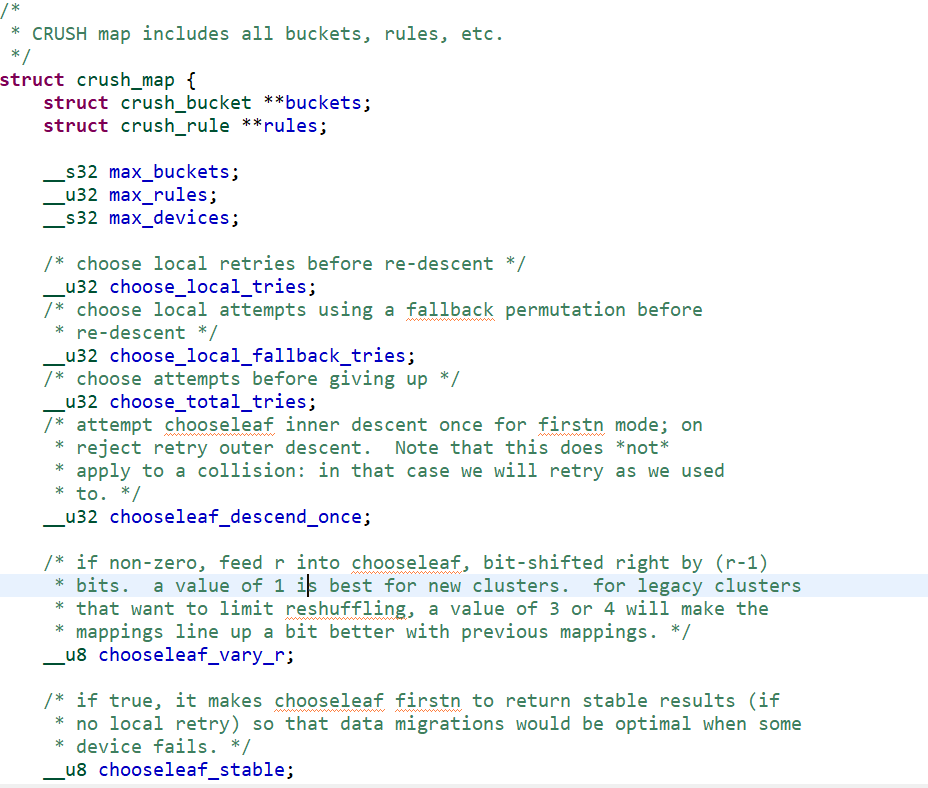 /*
 * CRUSH map includes all buckets, rules, etc.
 */
struct crush_map {
    struct crush_bucket **buckets;
    struct crush_rule **rules;

    __s32 max_buckets;
    __u32 max_rules;
    __s32 max_devices;

    /* choose local retries before re-descent */
    __u32 choose_local_tries;
    /* choose local attempts using a fallback permutation before
     * re-descent */
    __u32 choose_local_fallback_tries;
    /* choose attempts before giving up */
    __u32 choose_total_tries;
    /* attempt chooseleaf inner descent once for firstn mode; on
     * reject retry outer descent.  Note that this does *not*
     * apply to a collision: in that case we will retry as we used
     * to. */
    __u32 chooseleaf_descend_once;

    /* if non-zero, feed r into chooseleaf, bit-shifted right by (r-1)
     * bits.  a value of 1 is best for new clusters.  for legacy clusters
     * that want to limit reshuffling, a value of 3 or 4 will make the
     * mappings line up a bit better with previous mappings. */
    __u8 chooseleaf_vary_r;

    /* if true, it makes chooseleaf firstn to return stable results (if
     * no local retry) so that data migrations would be optimal when some
     * device fails. */
    __u8 chooseleaf_stable;